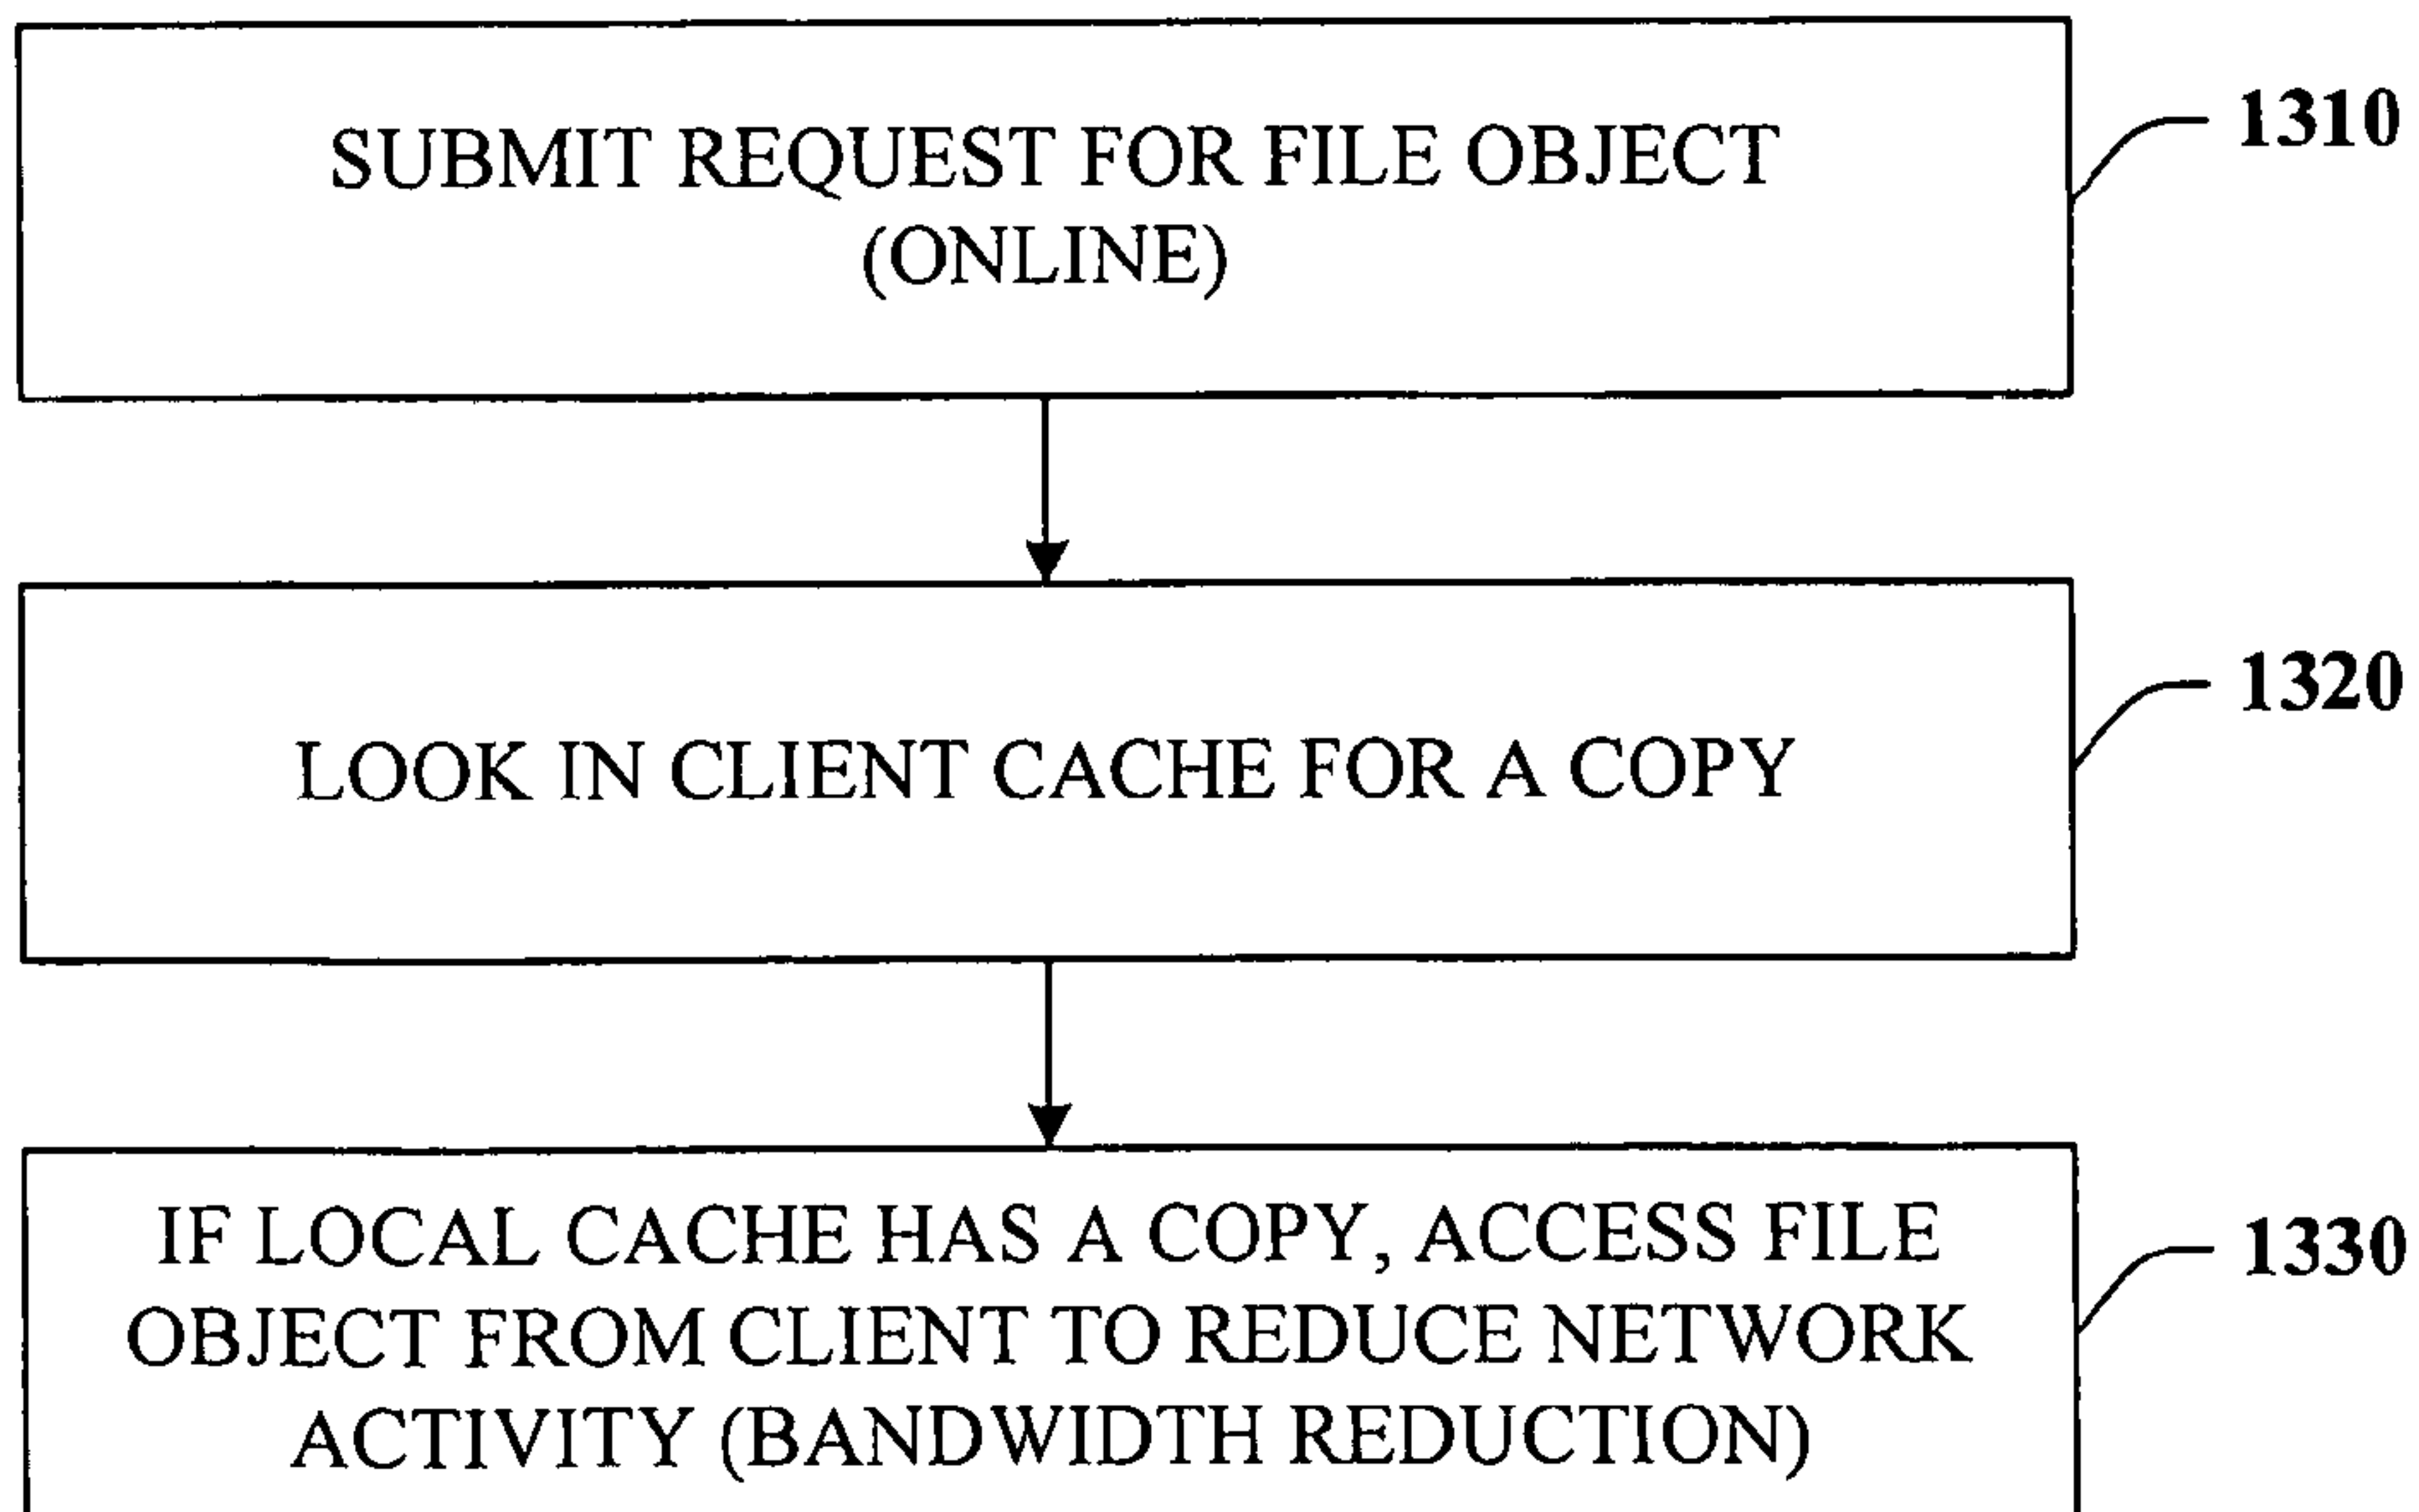 SUBMIT REQUEST FOR FILE OBJECT
(ONLINE)
1310
LOOK IN CLIENT CACHE FOR A COPY
1320
IF LOCAL CACHE HAS A COPY, ACCESS FILE
OBJECT FROM CLIENT TO REDUCE NETWORK
ACTIVITY (BANDWIDTH REDUCTION)
1330